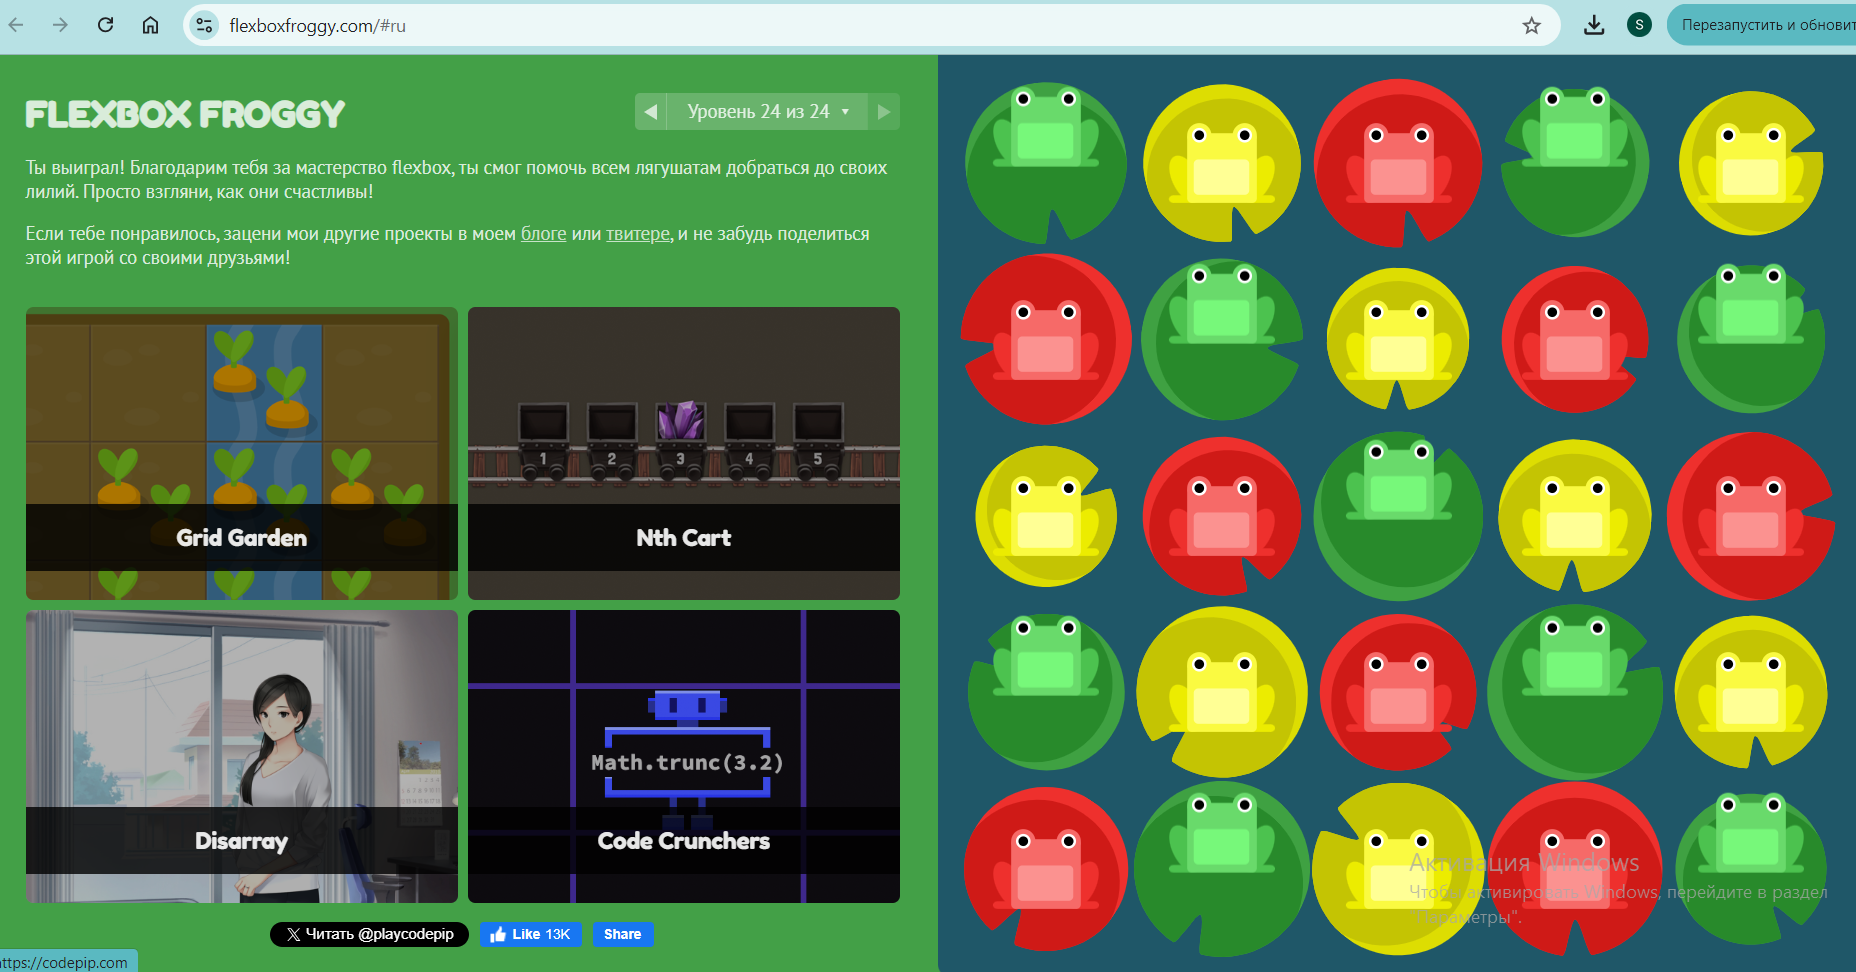 flexboxfroggy.com/#ru
S
Перезапустить и обновит
FLEXBOX FROGGY
Уровень 24 из 24
Ты выиграл! Благодарим тебя за мастерство flexbox, ты смог помочь всем лягушатам добраться до своих
лилий. Просто взгляни, как они счастливы!
Если тебе понравилось, зацени мои другие проекты в моем блоге или твитере, и не забудь поделиться
этой игрой со своими друзьями!
1 2 3 4 5
Grid Garden
Nth Cart
Math.trunc(3.2)
Disarray
Code Crunchers
Активация Windows
Чтобы активировать Windows, перейдите в раздел
"Параметры".
Читать @playcodepip
Like 13K
Share
ttps://codepip.com